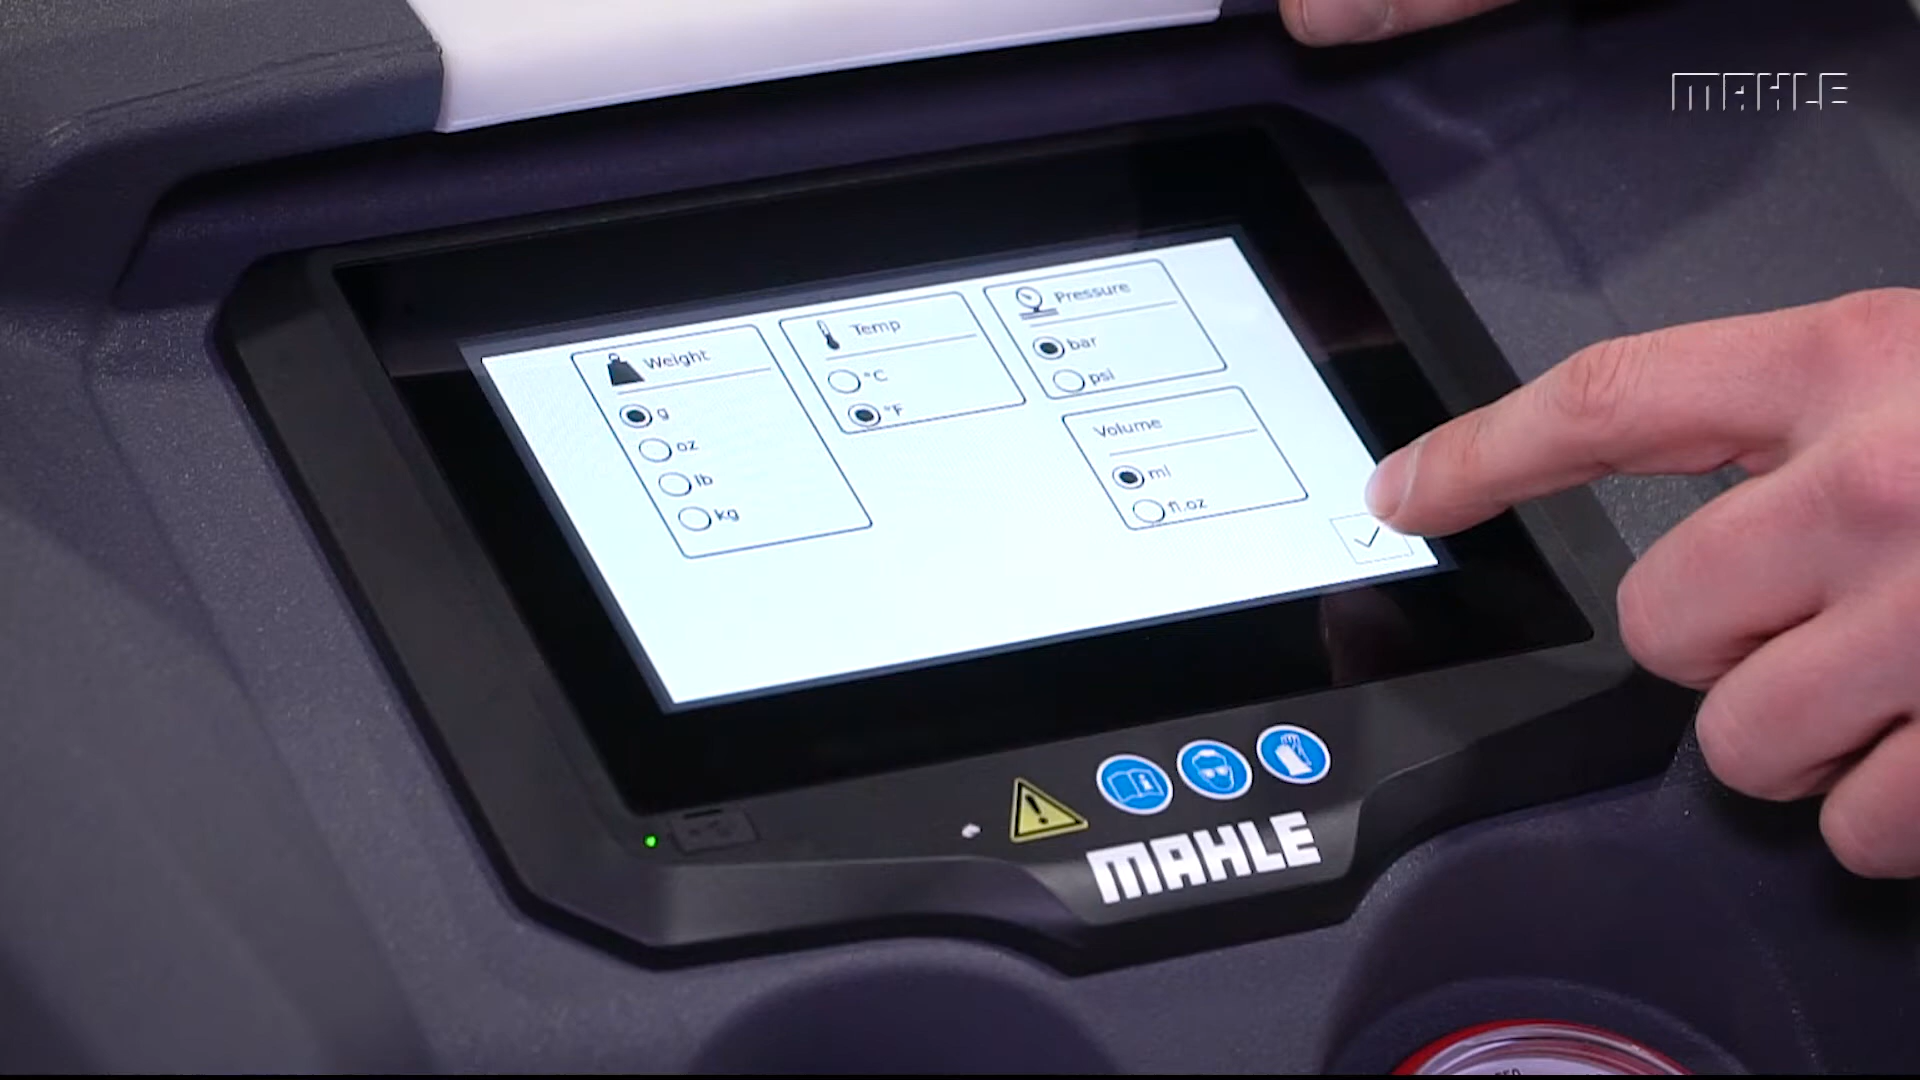 MAHLE
Weight
g
oz
lb
kg
Temp
°C
°F
Pressure
bar
psi
Volume
ml
fl.oz
MAHLE